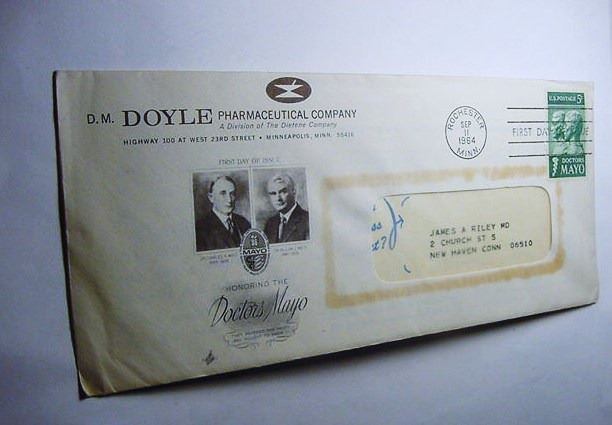 D.M. DOYLE PHARMACEUTICAL COMPANY
A Division of The Dietene Company
HIGHWAY 100 AT WEST 23RD STREET • MINNEAPOLIS, MINN. 55416
ROCHESTER
SEP
11
1964
MINN.
FIRST DAY
U.S. POSTAGE 5¢
DOCTORS
MAYO
FIRST DAY OF ISSUE
MAYO
HONORING THE
Doctors Mayo
JAMES A RILEY MD
2 CHURCH ST S
NEW HAVEN CONN 06510